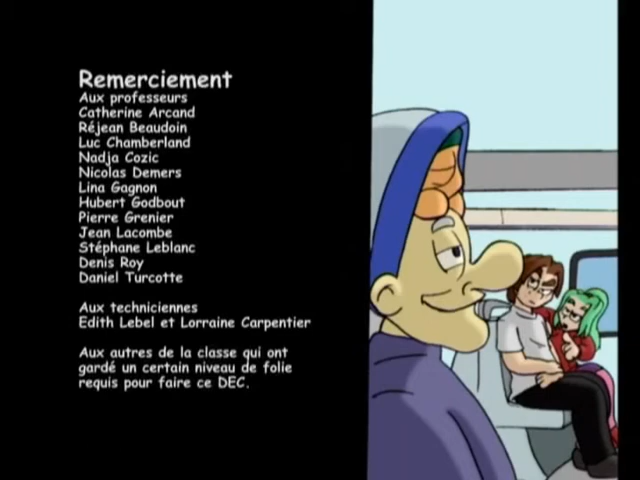 Remerciement
Aux professeurs
Catherine Arcand
Réjean Beaudoin
Luc Chamberland
Nadja Cozic
Nicolas Demers
Lina Gagnon
Hubert Godbout
Pierre Grenier
Jean Lacombe
Stéphane Leblanc
Denis Roy
Daniel Turcotte
Aux techniciennes
Edith Lebel et Lorraine Carpentier
Aux autres de la classe qui ont
gardé un certain niveau de folie
requis pour faire ce DEC.